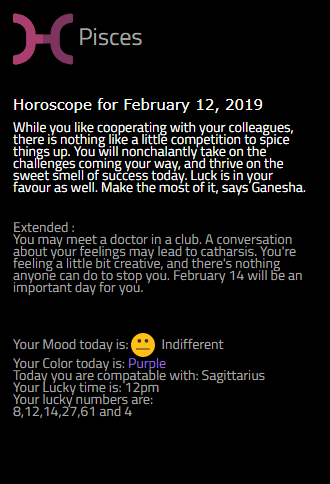 Pisces
Horoscope for February 12, 2019
While you like cooperating with your colleagues,
there is nothing like a little competition to spice
things up. You will nonchalantly take on the
challenges coming your way, and thrive on the
sweet smell of success today. Luck is in your
favour as well. Make the most of it, says Ganesha.
Extended :
You may meet a doctor in a club. A conversation
about your feelings may lead to catharsis. You're
feeling a little bit creative, and there's nothing
anyone can do to stop you. February 14 will be an
important day for you.
Your Mood today is: Indifferent
Your Color today is: Purple
Today you are compatable with: Sagittarius
Your Lucky time is: 12pm
Your lucky numbers are:
8,12,14,27,61 and 4